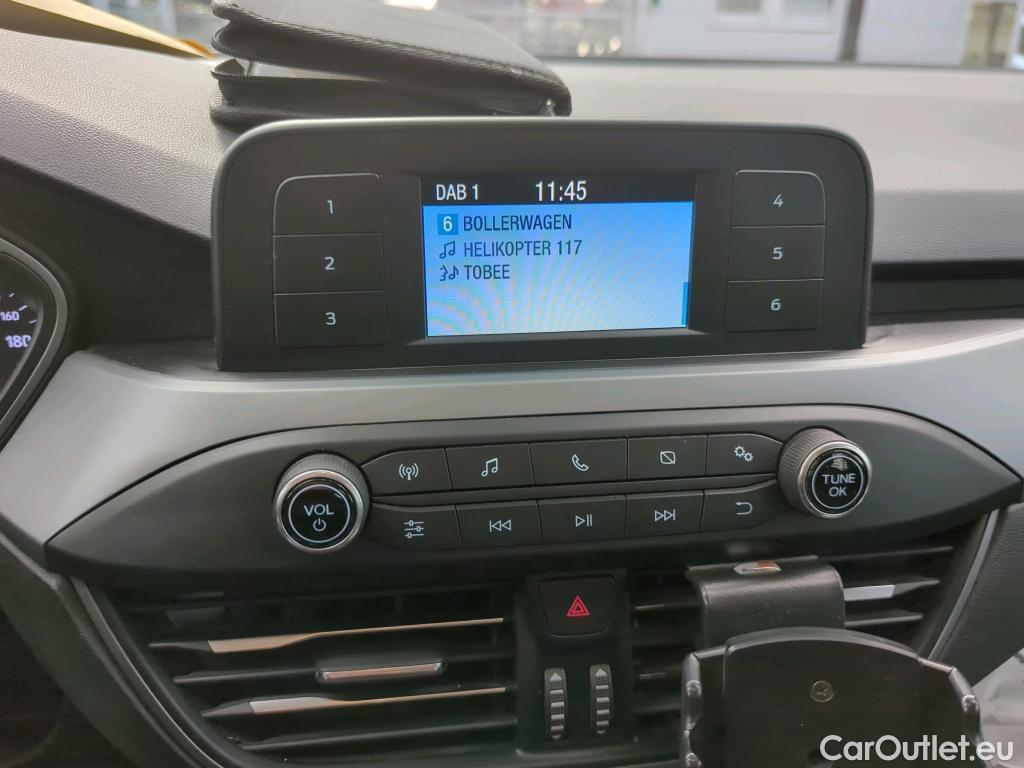 DAB 1 11:45
6 BOLLERWAGEN
HELIKOPTER 117
TOBEE
1
2
3
4
5
6
160
180
VOL
TUNE
OK
CarOutlet.eu